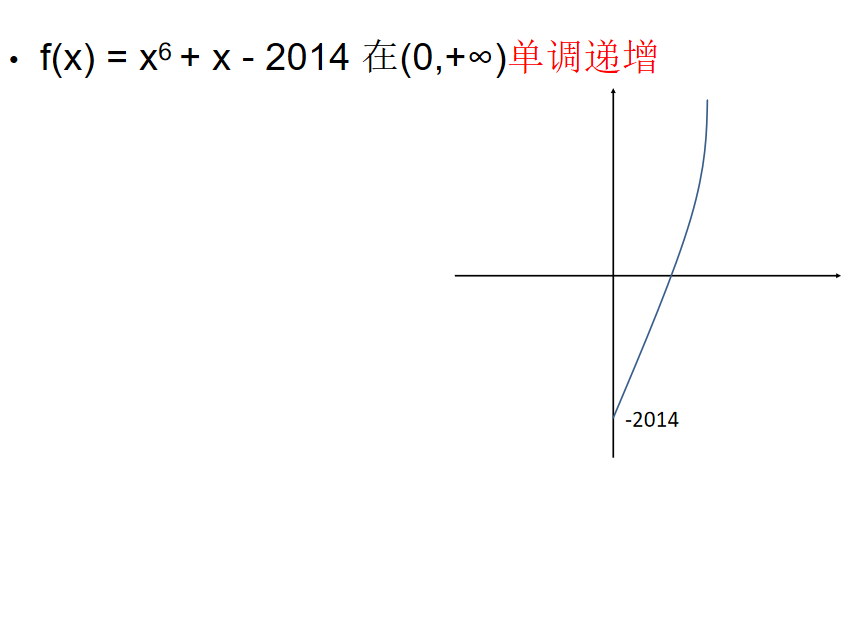 • f(x) = x⁶ + x - 2014 在(0,+∞)单调递增
-2014